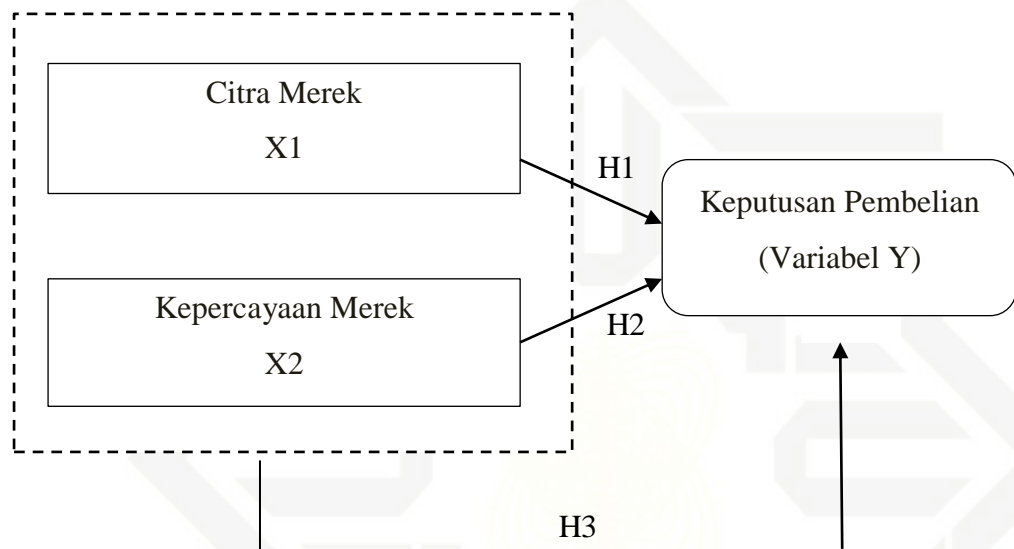 Citra Merek
X1
H1
Keputusan Pembelian
(Variabel Y)
Kepercayaan Merek
X2
H2
H3